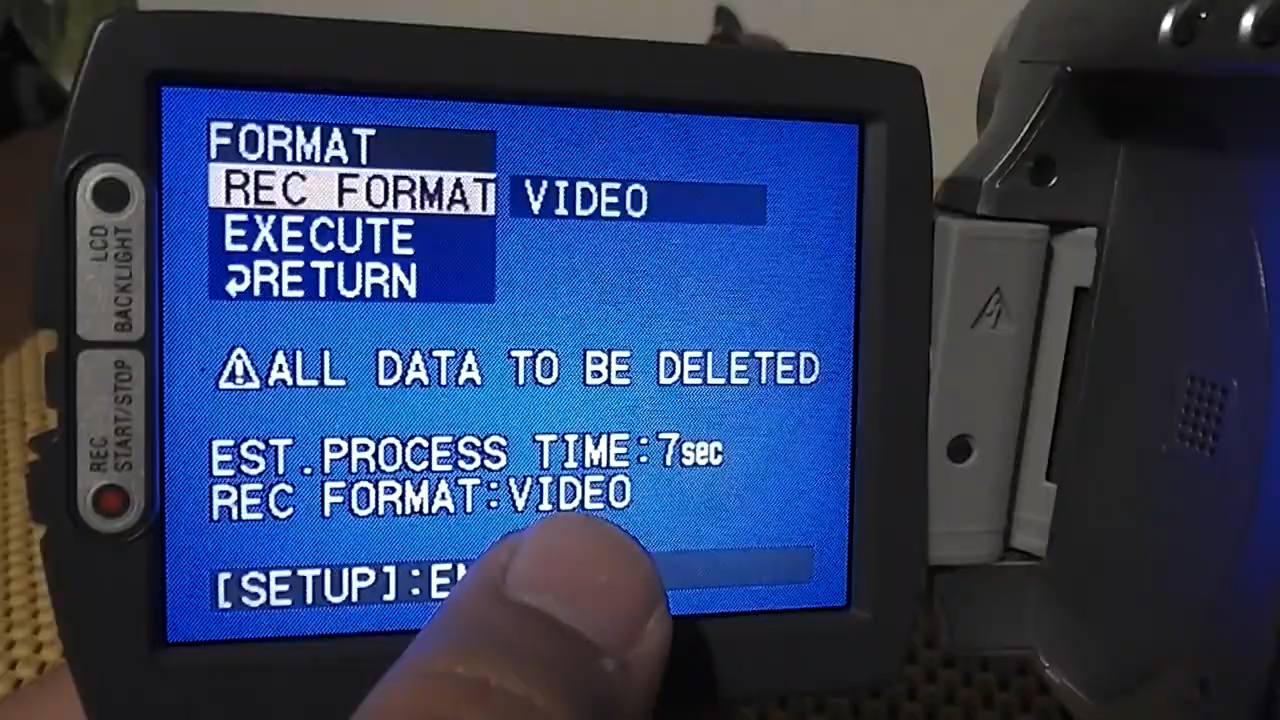 FORMAT
REC FORMAT VIDEO
EXECUTE
RETURN
ALL DATA TO BE DELETED
EST.PROCESS TIME:7sec
REC FORMAT:VIDEO
[SETUP]:
LCD
BACKLIGHT
REC
START/STOP